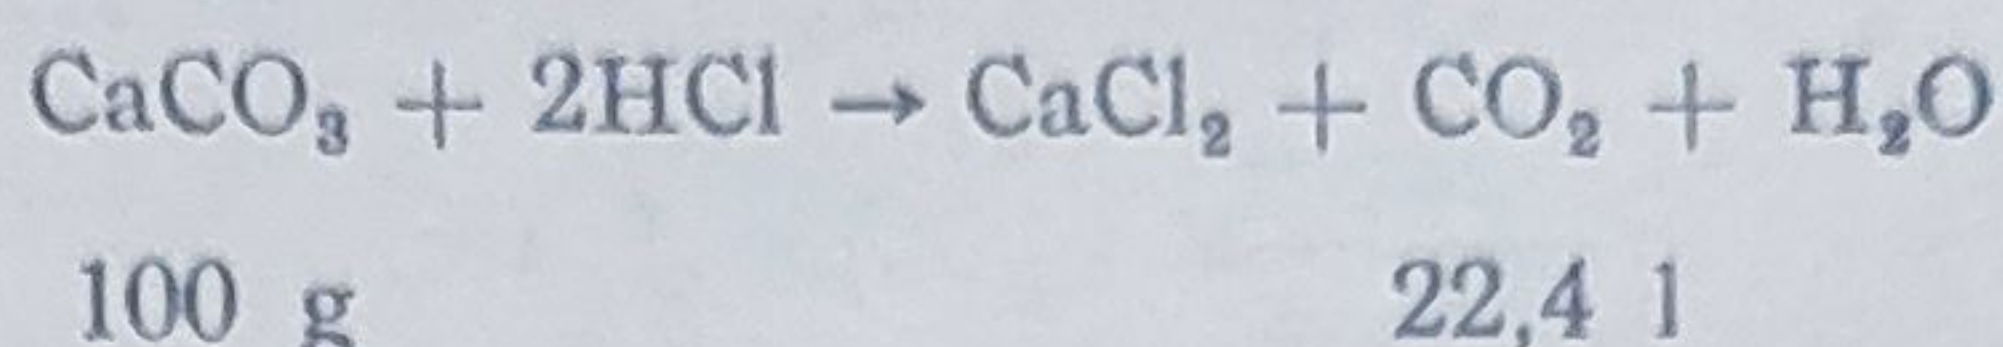 CaCO₃ + 2HCl → CaCl₂ + CO₂ + H₂O
100 g 22,4 l